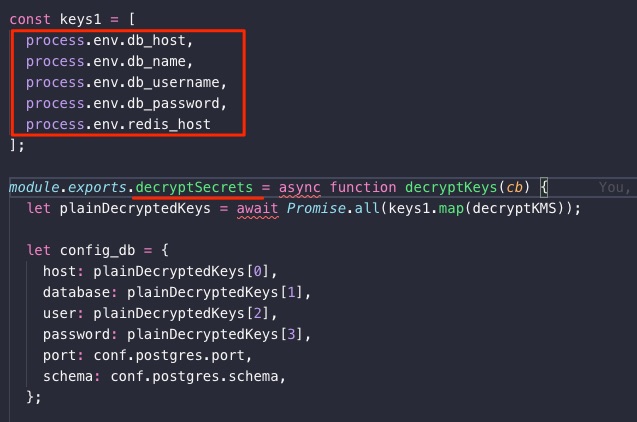 const keys1 = [
  process.env.db_host,
  process.env.db_name,
  process.env.db_username,
  process.env.db_password,
  process.env.redis_host
];
module.exports.decryptSecrets = async function decryptKeys(cb) {    You,
  let plainDecryptedKeys = await Promise.all(keys1.map(decryptKMS));
  let config_db = {
    host: plainDecryptedKeys[0],
    database: plainDecryptedKeys[1],
    user: plainDecryptedKeys[2],
    password: plainDecryptedKeys[3],
    port: conf.postgres.port,
    schema: conf.postgres.schema,
  };